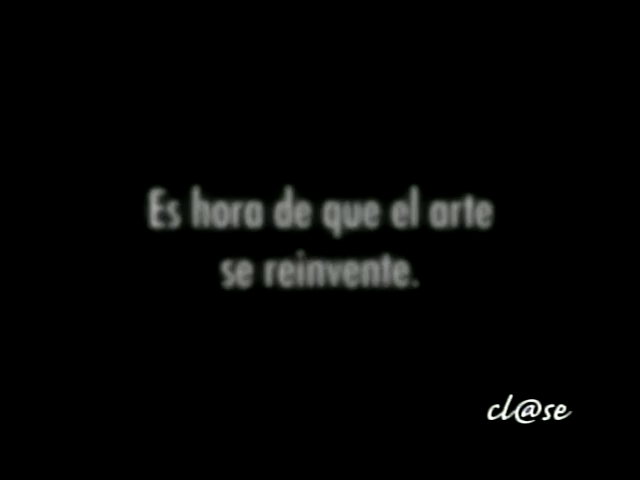 Es hora de que el arte
se reinvente.
cl@se